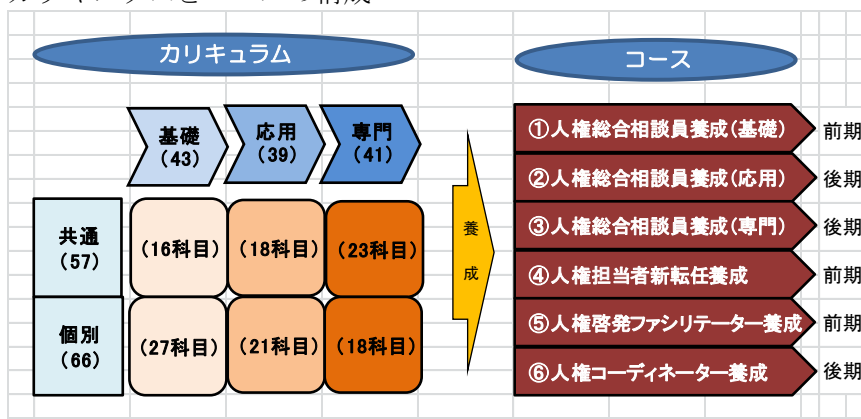 カリキュラム
コース
基礎
(43)
応用
(39)
専門
(41)
共通
(57)
(16科目)
(18科目)
(23科目)
個別
(66)
(27科目)
(21科目)
(18科目)
養
成
①人権総合相談員養成(基礎) 前期
②人権総合相談員養成(応用) 後期
③人権総合相談員養成(専門) 後期
④人権担当者新転任養成 前期
⑤人権啓発ファシリテーター養成 前期
⑥人権コーディネーター養成 後期